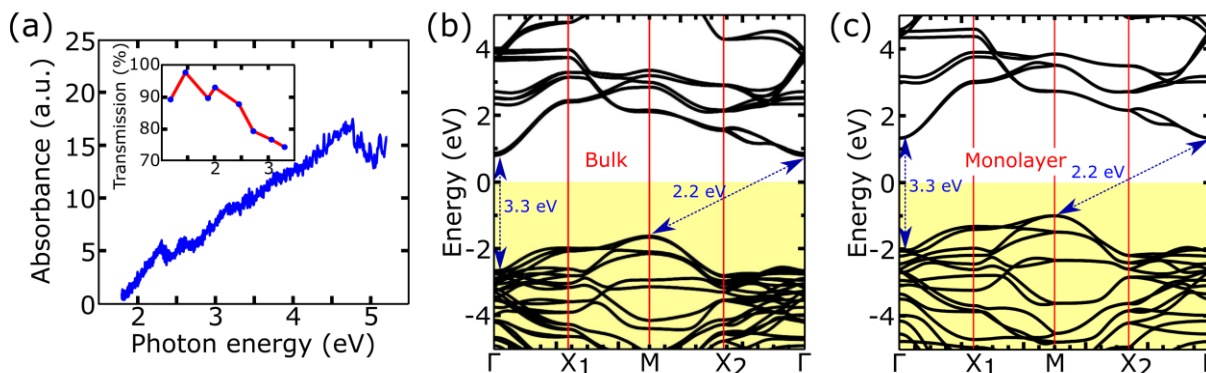 (a)
25
20
15
10
5
0
Absorbance (a.u.)
2
3
4
5
Photon energy (eV)
100
90
80
70
Transmission (%)
2
3
(b)
4
2
0
-2
-4
Energy (eV)
Bulk
3.3 eV
2.2 eV
Γ
X1
M
X2
Γ
(c)
4
2
0
-2
-4
Energy (eV)
Monolayer
3.3 eV
2.2 eV
Γ
X1
M
X2